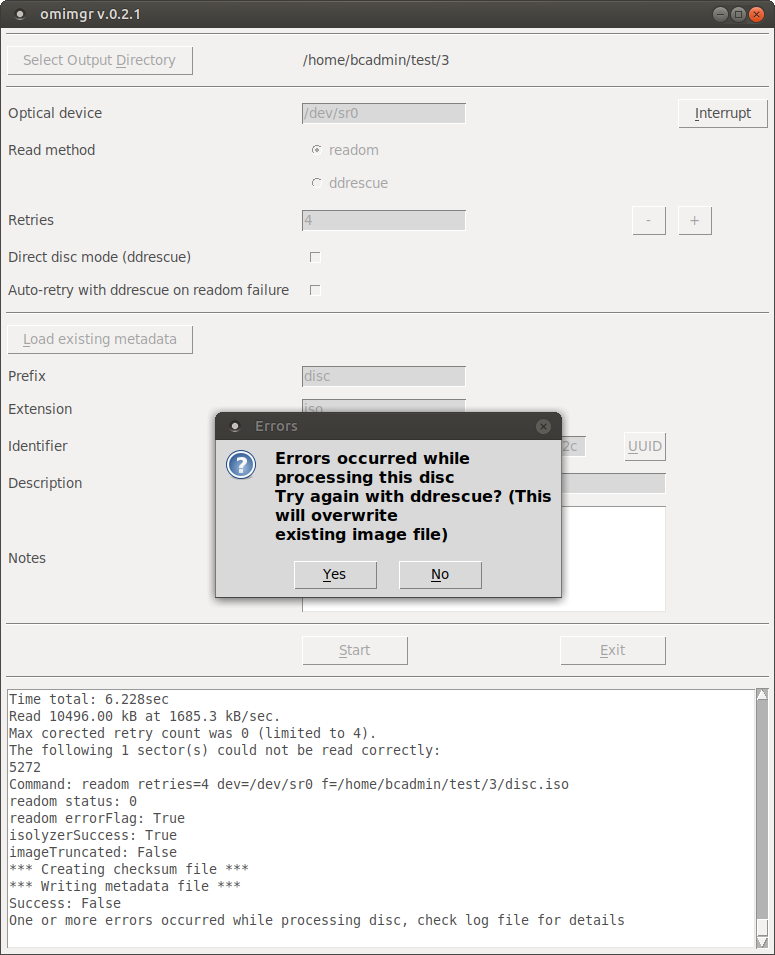 omimgr v.0.2.1
Select Output Directory
/home/bcadmin/test/3
Optical device
/dev/sr0
Interrupt
Read method
readom
ddrescue
Retries
4
-
+
Direct disc mode (ddrescue)
Auto-retry with ddrescue on readom failure
Load existing metadata
Prefix
disc
Extension
iso
Identifier
2c
UUID
Description
Notes
Errors
Errors occurred while
processing this disc
Try again with ddrescue? (This
will overwrite
existing image file)
Yes
No
Start
Exit
Time total: 6.228sec
Read 10496.00 kB at 1685.3 kB/sec.
Max corected retry count was 0 (limited to 4).
The following 1 sector(s) could not be read correctly:
5272
Command: readom retries=4 dev=/dev/sr0 f=/home/bcadmin/test/3/disc.iso
readom status: 0
readom errorFlag: True
isolyzerSuccess: True
imageTruncated: False
*** Creating checksum file ***
*** Writing metadata file ***
Success: False
One or more errors occurred while processing disc, check log file for details